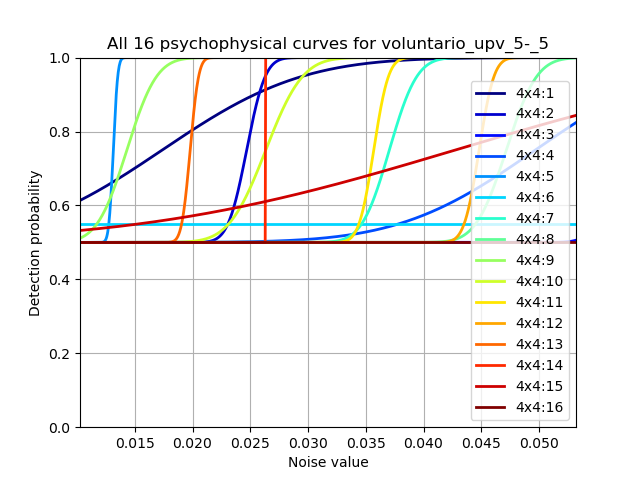 All 16 psychophysical curves for voluntario_upv_5-_5
1.0
0.8
0.6
0.4
0.2
0.0
Detection probability
0.015 0.020 0.025 0.030 0.035 0.040 0.045 0.050
Noise value
4x4:1
4x4:2
4x4:3
4x4:4
4x4:5
4x4:6
4x4:7
4x4:8
4x4:9
4x4:10
4x4:11
4x4:12
4x4:13
4x4:14
4x4:15
4x4:16